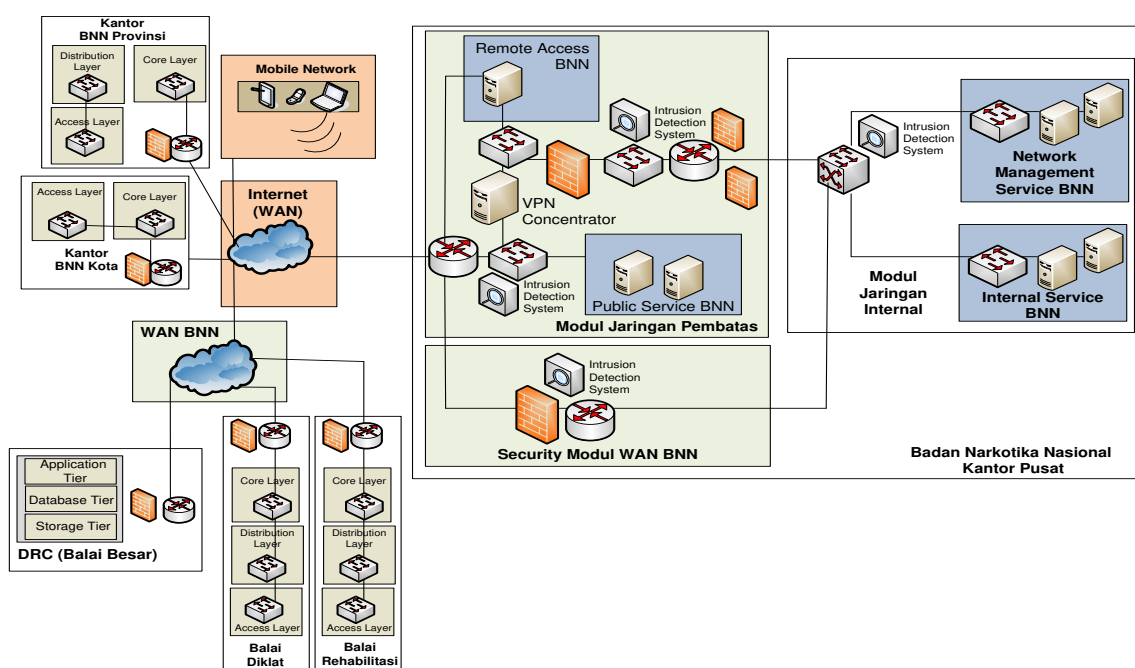 Kantor
BNN Provinsi
Distribution
Layer
Core Layer
Access Layer
Mobile Network
Access Layer
Core Layer
Kantor
BNN Kota
Internet
(WAN)
WAN BNN
Application
Tier
Database Tier
Storage Tier
DRC (Balai Besar)
Core Layer
Distribution
Layer
Access Layer
Balai
Diklat
Core Layer
Distribution
Layer
Access Layer
Balai
Rehabilitasi
Remote Access
BNN
Intrusion
Detection
System
VPN
Concentrator
Intrusion
Detection
System
Public Service BNN
Modul Jaringan Pembatas
Intrusion
Detection
System
Security Modul WAN BNN
Intrusion
Detection
System
Network
Management
Service BNN
Modul
Jaringan
Internal
Internal Service
BNN
Badan Narkotika Nasional
Kantor Pusat